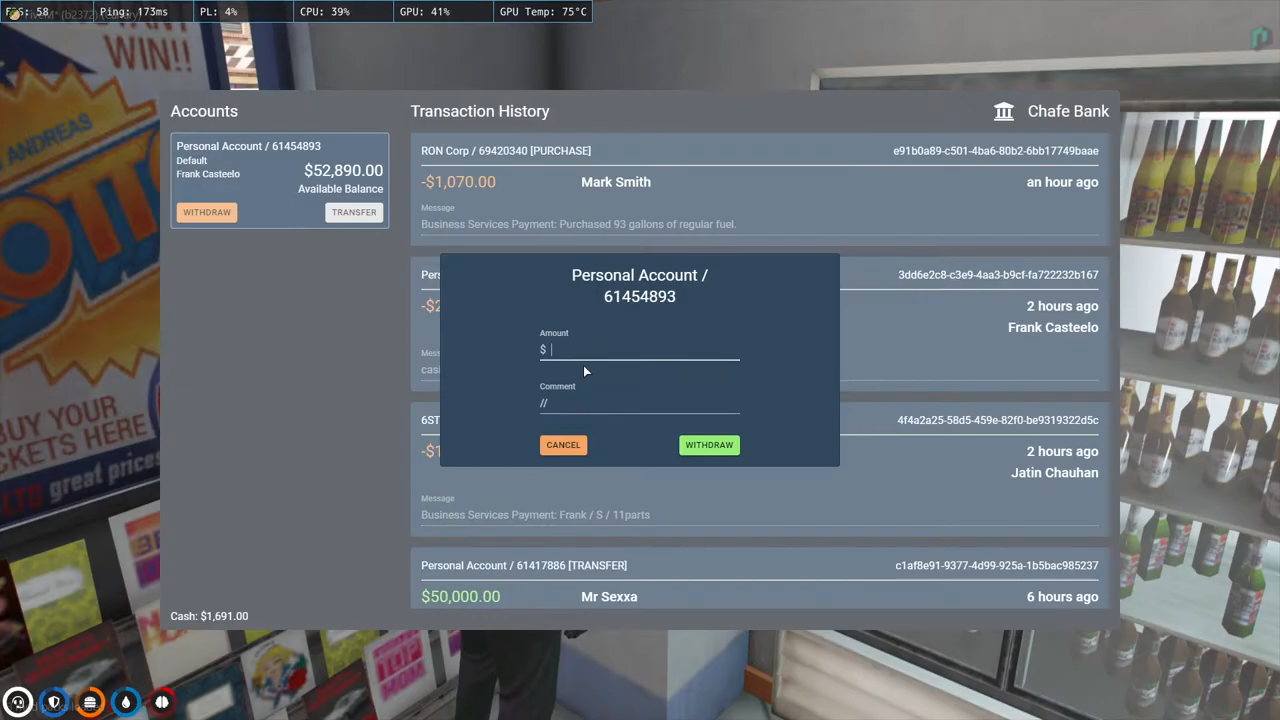 FPS: 58
Ping: 173ms
PL: 4%
CPU: 39%
GPU: 41%
GPU Temp: 75°C
WIN!!
ANDREAS
BUY YOUR
TICKETS HERE
LTD great prices
Accounts
Personal Account / 61454893
Default
Frank Casteelo
$52,890.00
Available Balance
WITHDRAW
TRANSFER
Cash: $1,691.00
Transaction History
Chafe Bank
RON Corp / 69420340 [PURCHASE]
e91b0a89-c501-4ba6-80b2-6bb17749baae
-$1,070.00
Mark Smith
an hour ago
Message
Business Services Payment: Purchased 93 gallons of regular fuel.
3dd6e2c8-c3e9-4aa3-b9cf-fa722232b167
2 hours ago
Frank Casteelo
Personal Account /
61454893
Amount
$
Comment
//
CANCEL
WITHDRAW
4f4a2a25-58d5-459e-82f0-be9319322d5c
2 hours ago
Jatin Chauhan
Message
Business Services Payment: Frank / S / 11parts
Personal Account / 61417886 [TRANSFER]
c1af8e91-9377-4d99-925a-1b5bac985237
$50,000.00
Mr Sexxa
6 hours ago